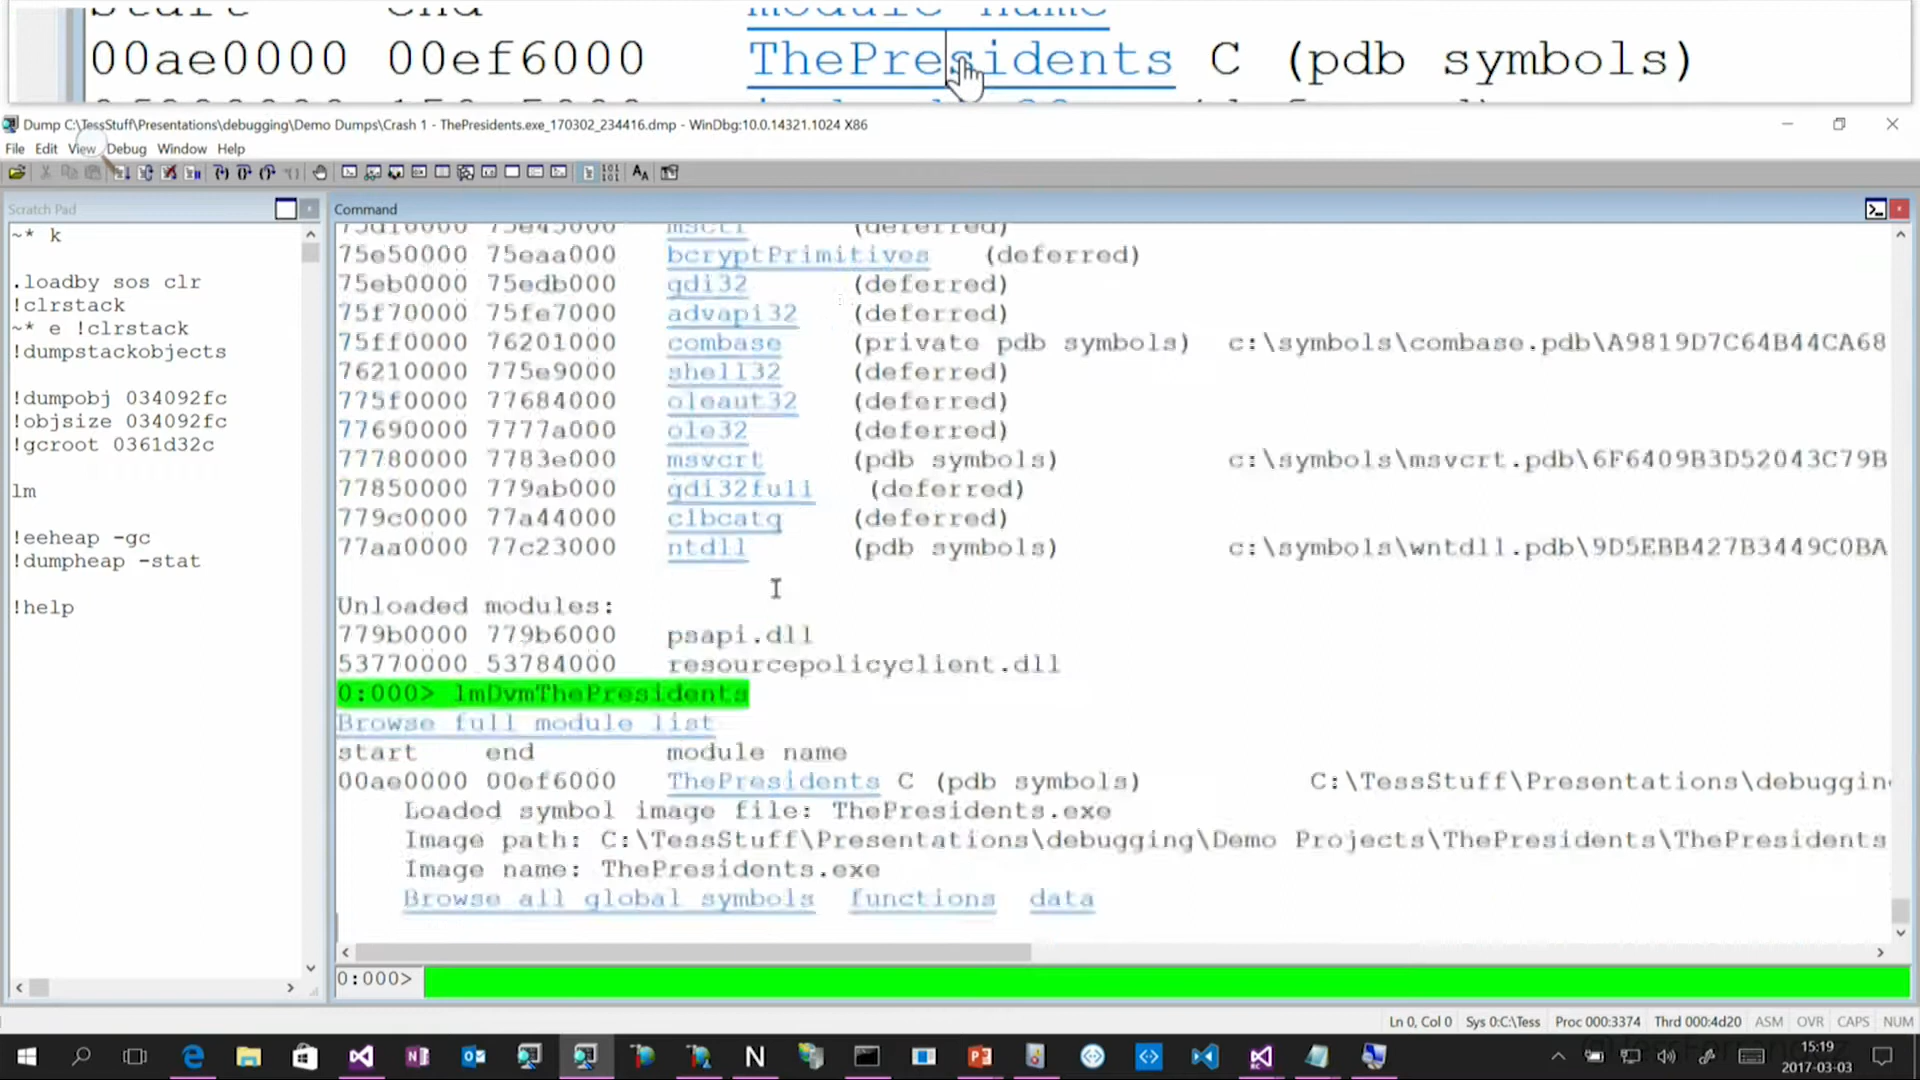 start end module name
00ae0000 00ef6000 ThePresidents C (pdb symbols)
Dump C:\TessStuff\Presentations\debugging\Demo Dumps\Crash 1 - ThePresidents.exe_170302_234416.dmp - WinDbg:10.0.14321.1024 X86
File Edit View Debug Window Help
Scratch Pad
~* k
.loadby sos clr
!clrstack
~* e !clrstack
!dumpstackobjects
!dumpobj 034092fc
!objsize 034092fc
!gcroot 0361d32c
lm
!eeheap -gc
!dumpheap -stat
!help
Command
75e45000 msctf (deferred)
75e50000 75eaa000 bcryptPrimitives (deferred)
75eb0000 75edb000 gdi32 (deferred)
75f70000 75fe7000 advapi32 (deferred)
75ff0000 76201000 combase (private pdb symbols) c:\symbols\combase.pdb\A9819D7C64B44CA68
76210000 775e9000 shell32 (deferred)
775f0000 77684000 oleaut32 (deferred)
77690000 7777a000 ole32 (deferred)
77780000 7783e000 msvcrt (pdb symbols) c:\symbols\msvcrt.pdb\6F6409B3D52043C79B
77850000 779ab000 gdi32full (deferred)
779c0000 77a44000 clbcatq (deferred)
77aa0000 77c23000 ntdll (pdb symbols) c:\symbols\wntdll.pdb\9D5EBB427B3449C0BA
Unloaded modules:
779b0000 779b6000 psapi.dll
53770000 53784000 resourcepolicyclient.dll
0:000> lmDvmThePresidents
Browse full module list
start end module name
00ae0000 00ef6000 ThePresidents C (pdb symbols) C:\TessStuff\Presentations\debugging
Loaded symbol image file: ThePresidents.exe
Image path: C:\TessStuff\Presentations\debugging\Demo Projects\ThePresidents\ThePresidents
Image name: ThePresidents.exe
Browse all global symbols functions data
0:000>
Ln 0, Col 0 Sys 0:C:\Tess Proc 000:3374 Thrd 000:4d20 ASM OVR CAPS NUM
15:19
2017-03-03